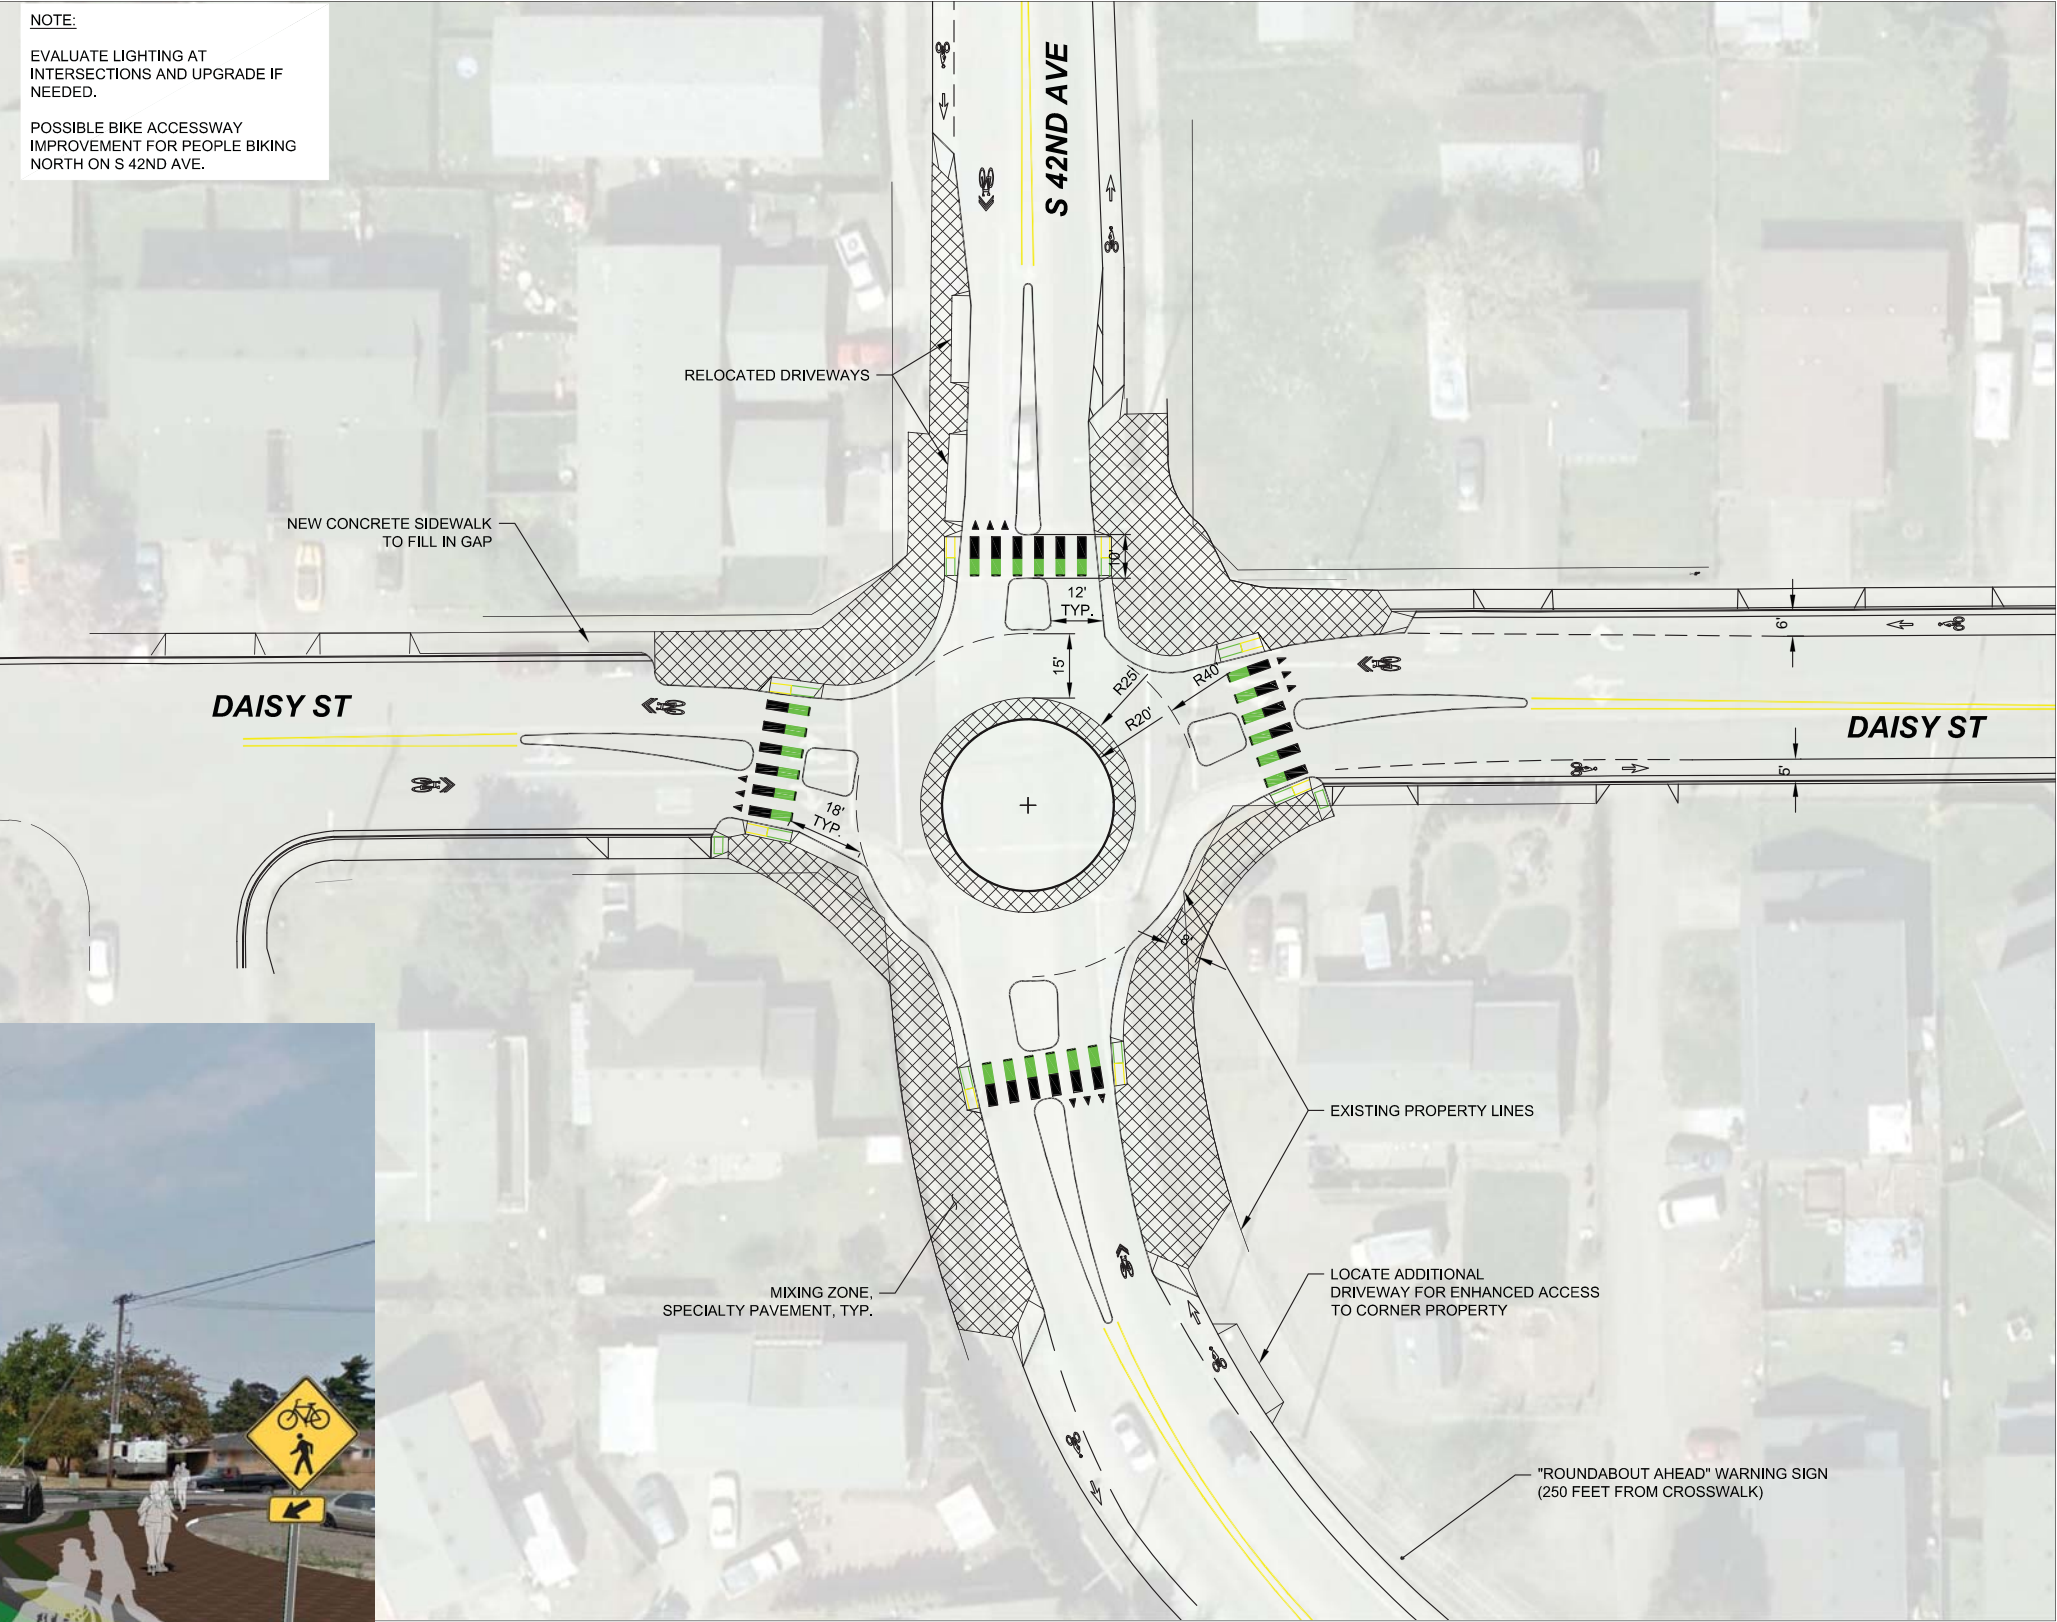 NOTE:
EVALUATE LIGHTING AT
INTERSECTIONS AND UPGRADE IF
NEEDED.
POSSIBLE BIKE ACCESSWAY
IMPROVEMENT FOR PEOPLE BIKING
NORTH ON S 42ND AVE.
S 42ND AVE
RELOCATED DRIVEWAYS
NEW CONCRETE SIDEWALK
TO FILL IN GAP
10'
12'
TYP.
15'
R25'
R40'
R20'
6'
DAISY ST
DAISY ST
5'
18'
TYP.
8'
EXISTING PROPERTY LINES
MIXING ZONE,
SPECIALTY PAVEMENT, TYP.
LOCATE ADDITIONAL
DRIVEWAY FOR ENHANCED ACCESS
TO CORNER PROPERTY
"ROUNDABOUT AHEAD" WARNING SIGN
(250 FEET FROM CROSSWALK)